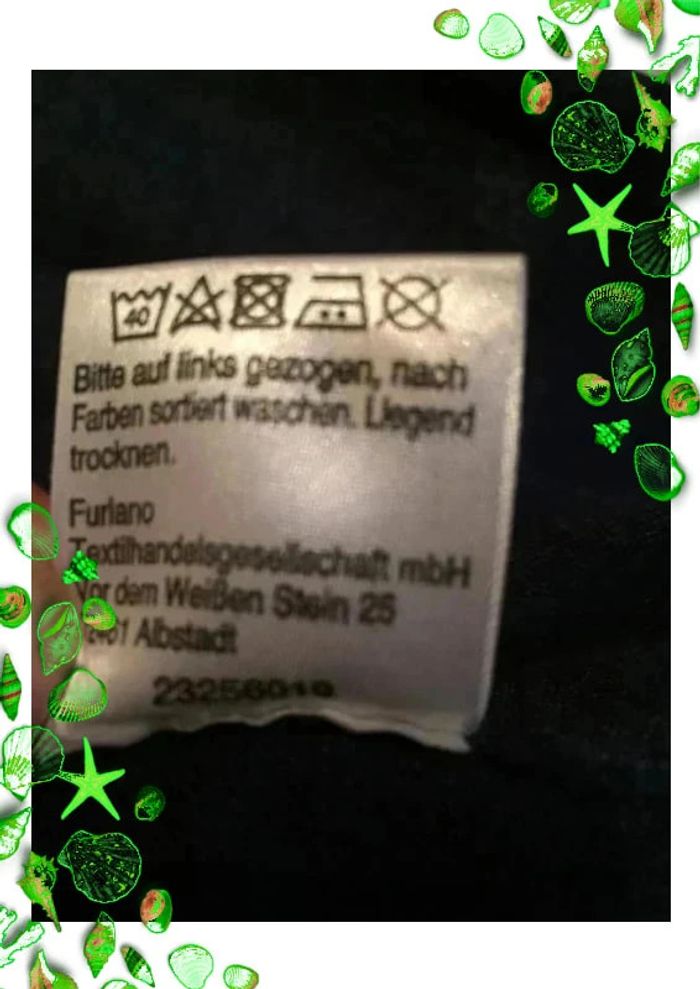 40
Bitte auf links gezogen, nach
Farben sortiert waschen. Liegend
trocknen.
Furlano
Textilhandelsgesellschaft mbH
Vor dem Weißen Stein 25
Albstadt